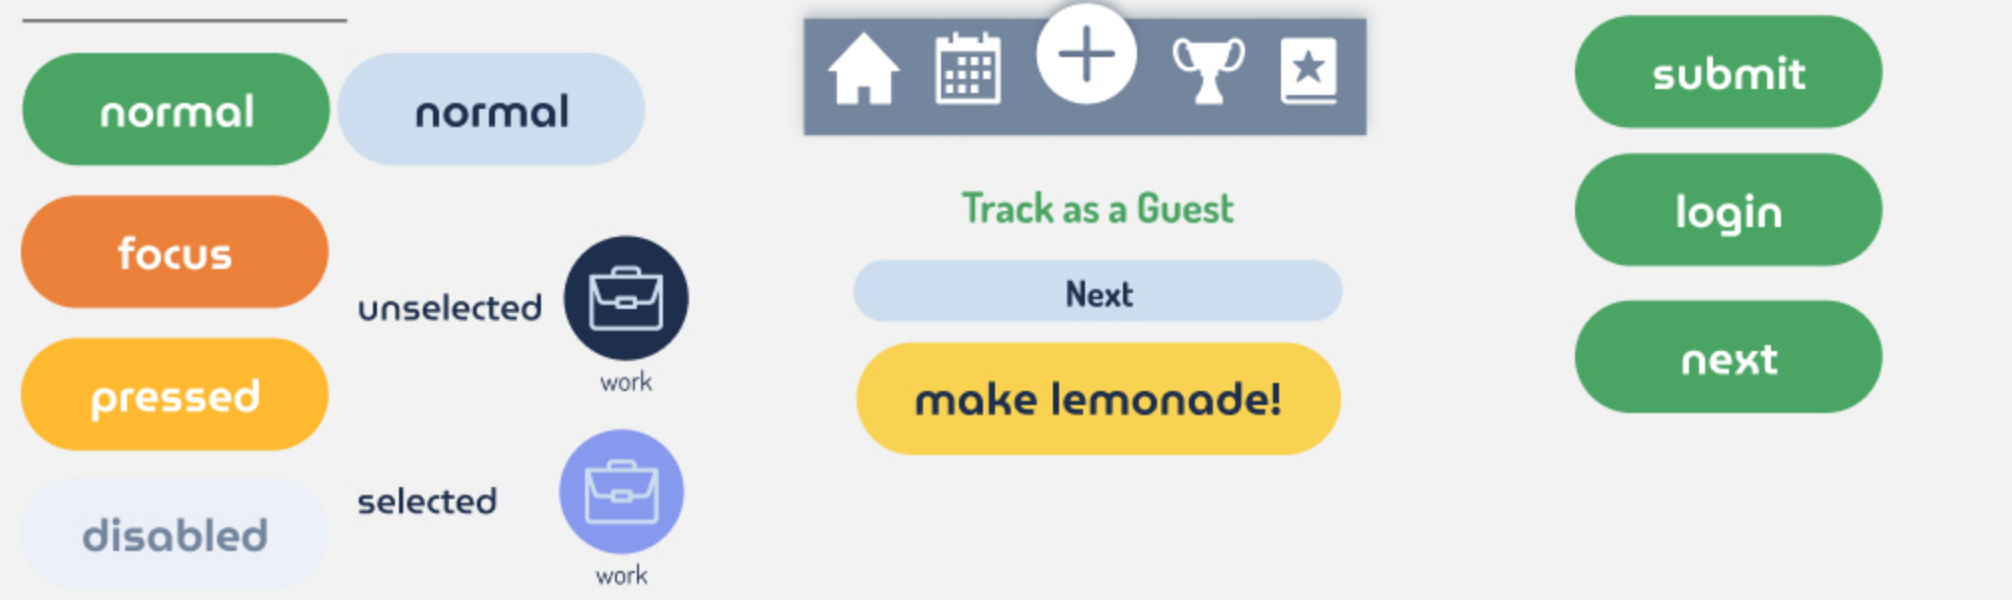 normal
normal
focus
pressed
disabled
unselected
work
selected
work
Track as a Guest
Next
make lemonade!
submit
login
next